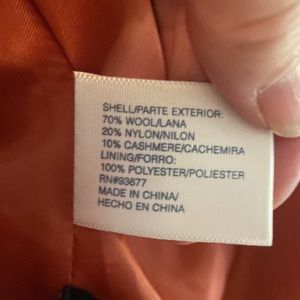 SHELL/PARTE EXTERIOR:
70% WOOL/LANA
20% NYLON/NILON
10% CASHMERE/CACHEMIRA
LINING/FORRO:
100% POLYESTER/POLIESTER
RN#93677
MADE IN CHINA/
HECHO EN CHINA